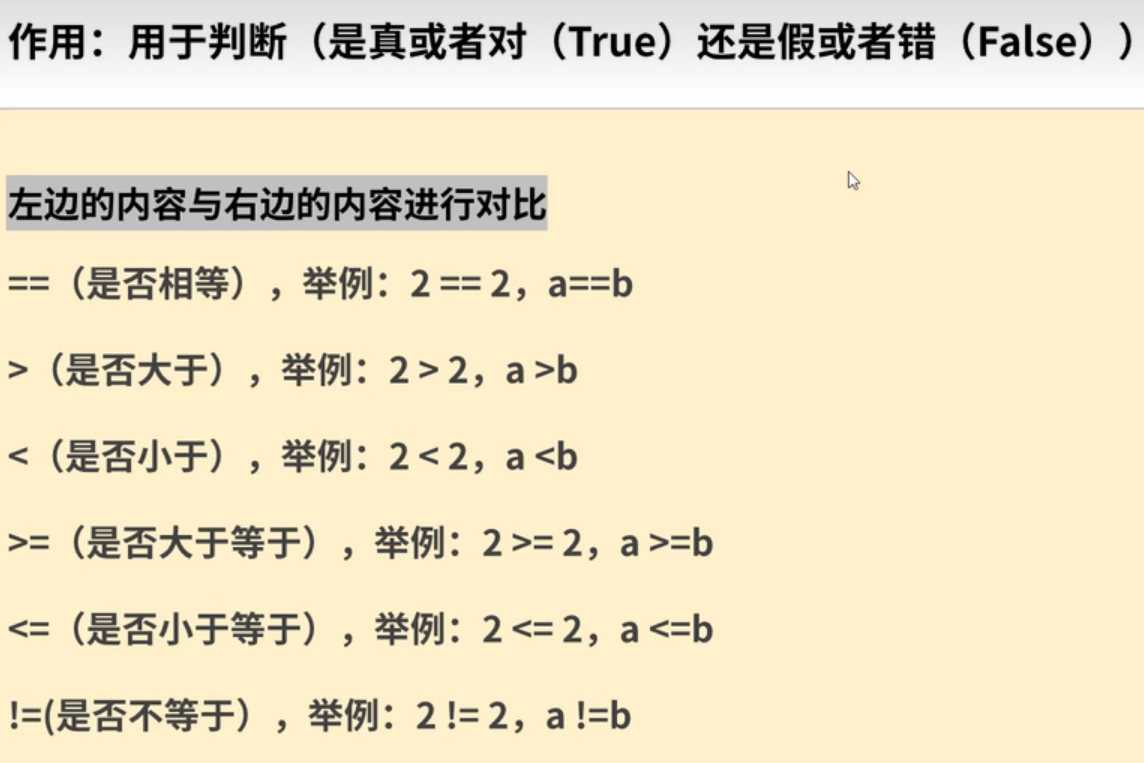 作用：用于判断（是真或者对（True）还是假或者错（False））
左边的内容与右边的内容进行对比
==（是否相等），举例：2 == 2，a==b
>（是否大于），举例：2 > 2，a >b
<（是否小于），举例：2 < 2，a <b
>=（是否大于等于），举例：2 >= 2，a >=b
<=（是否小于等于），举例：2 <= 2，a <=b
!=(是否不等于），举例：2 != 2，a !=b